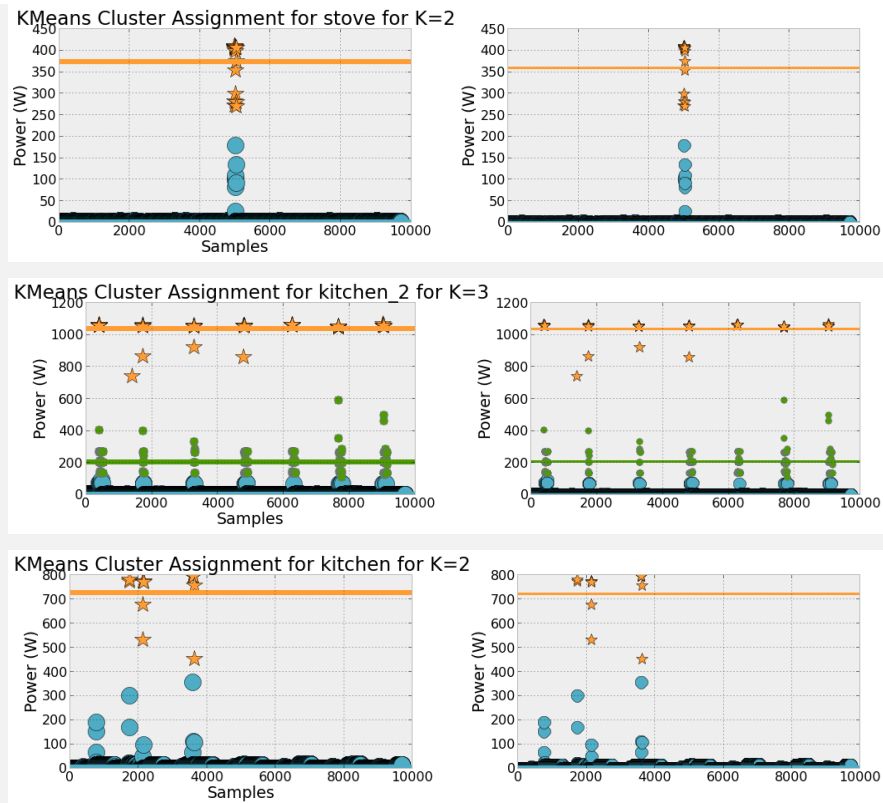 KMeans Cluster Assignment for stove for K=2
450
400
350
300
250
200
150
100
50
0
Power (W)
0 2000 4000 6000 8000 10000
Samples
450
400
350
300
250
200
150
100
50
0
Power (W)
0 2000 4000 6000 8000 10000
KMeans Cluster Assignment for kitchen_2 for K=3
1200
1000
800
600
400
200
0
Power (W)
0 2000 4000 6000 8000 10000
Samples
1200
1000
800
600
400
200
0
Power (W)
0 2000 4000 6000 8000 10000
KMeans Cluster Assignment for kitchen for K=2
800
700
600
500
400
300
200
100
0
Power (W)
0 2000 4000 6000 8000 10000
Samples
800
700
600
500
400
300
200
100
0
Power (W)
0 2000 4000 6000 8000 10000